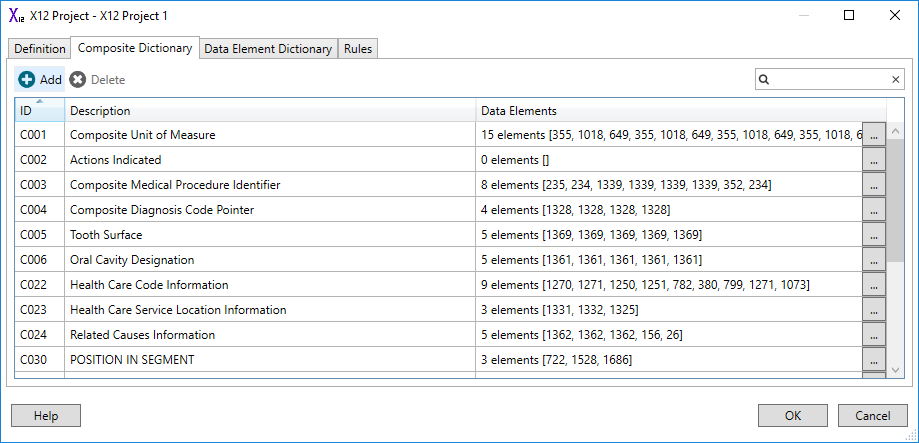 X12 X12 Project - X12 Project 1
Definition Composite Dictionary Data Element Dictionary Rules
Add Delete
ID Description Data Elements
C001 Composite Unit of Measure 15 elements [355, 1018, 649, 355, 1018, 649, 355, 1018, 649, 355, 1018, 6 ...
C002 Actions Indicated 0 elements [] ...
C003 Composite Medical Procedure Identifier 8 elements [235, 234, 1339, 1339, 1339, 1339, 352, 234] ...
C004 Composite Diagnosis Code Pointer 4 elements [1328, 1328, 1328, 1328] ...
C005 Tooth Surface 5 elements [1369, 1369, 1369, 1369, 1369] ...
C006 Oral Cavity Designation 5 elements [1361, 1361, 1361, 1361, 1361] ...
C022 Health Care Code Information 9 elements [1270, 1271, 1250, 1251, 782, 380, 799, 1271, 1073] ...
C023 Health Care Service Location Information 3 elements [1331, 1332, 1325] ...
C024 Related Causes Information 5 elements [1362, 1362, 1362, 156, 26] ...
C030 POSITION IN SEGMENT 3 elements [722, 1528, 1686] ...
Help OK Cancel